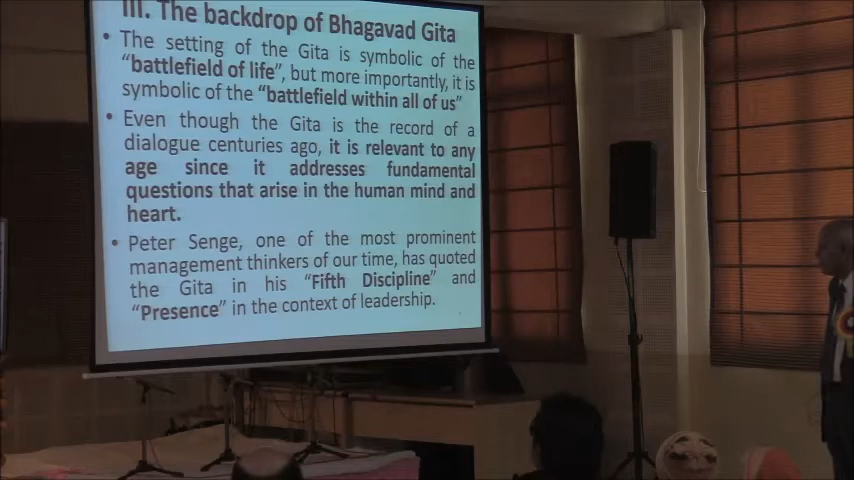 III. The backdrop of Bhagavad Gita
• The setting of the Gita is symbolic of the
“battlefield of life”, but more importantly, it is
symbolic of the “battlefield within all of us”
• Even though the Gita is the record of a
dialogue centuries ago, it is relevant to any
age since it addresses fundamental
questions that arise in the human mind and
heart.
• Peter Senge, one of the most prominent
management thinkers of our time, has quoted
the Gita in his “Fifth Discipline” and
“Presence” in the context of leadership.